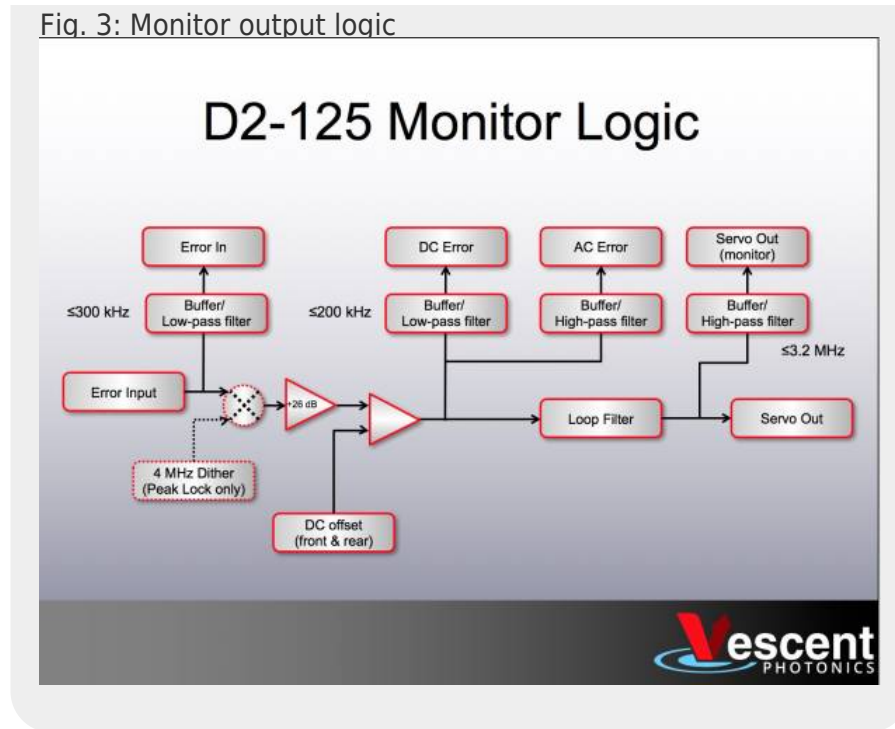 Fig. 3: Monitor output logic
D2-125 Monitor Logic
Error In
DC Error
AC Error
Servo Out
(monitor)
≤300 kHz
Buffer/
Low-pass filter
≤200 kHz
Buffer/
Low-pass filter
Buffer/
High-pass filter
Buffer/
High-pass filter
≤3.2 MHz
Error Input
+26 dB
Loop Filter
Servo Out
4 MHz Dither
(Peak Lock only)
DC offset
(front & rear)
Vescent
PHOTONICS